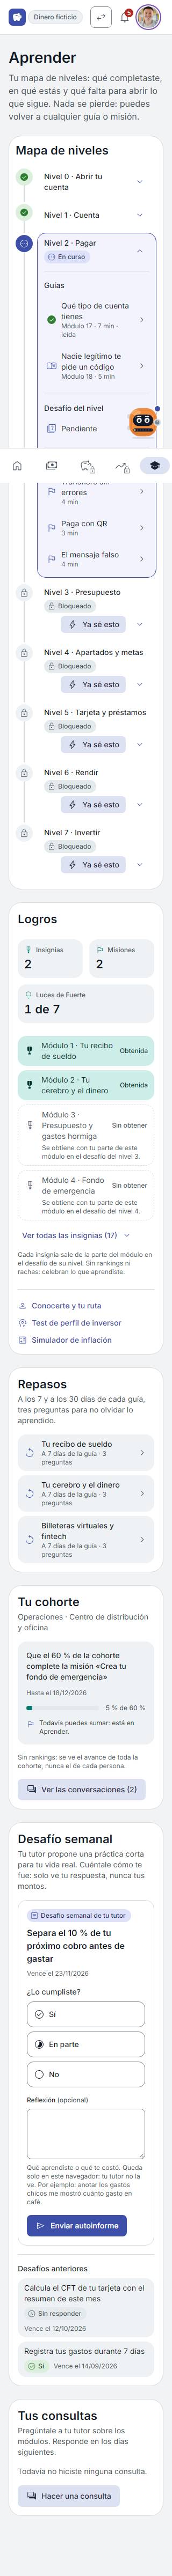 Dinero ficticio
5
Aprender
Tu mapa de niveles: qué completaste,
en cuál estás y qué falta para abrir lo
que sigue. Nada se pierde: puedes
volver a cualquier guía o misión.
Mapa de niveles
Nivel 0 · Abrir tu
cuenta
Nivel 1 · Cuenta
Nivel 2 · Pagar
En curso
Guías
Qué tipo de cuenta
tienes
Módulo 17 · 7 min ·
leída
Nadie legítimo te
pide un código
Módulo 18 · 5 min
Desafío del nivel
Pendiente
errores
4 min
Paga con QR
3 min
El mensaje falso
4 min
Nivel 3 · Presupuesto
Bloqueado
Ya sé esto
Nivel 4 · Apartados y metas
Bloqueado
Ya sé esto
Nivel 5 · Tarjeta y préstamos
Bloqueado
Ya sé esto
Nivel 6 · Rendir
Bloqueado
Ya sé esto
Nivel 7 · Invertir
Bloqueado
Ya sé esto
Logros
Insignias
2
Misiones
2
Luces de Fuerte
1 de 7
Módulo 1 · Tu recibo
de sueldo
Obtenida
Módulo 2 · Tu
cerebro y el dinero
Obtenida
Módulo 3 ·
Presupuesto y
gastos hormiga
Sin obtener
Se obtiene con tu parte de este
módulo en el desafío del nivel 3.
Módulo 4 · Fondo
de emergencia
Sin obtener
Se obtiene con tu parte de este
módulo en el desafío del nivel 4.
Ver todas las insignias (17)
Cada insignia sale de la parte del módulo en
el desafío de su nivel. Sin rankings ni
rachas: celebran lo que aprendiste.
Conocerte y tu ruta
Test de perfil de inversor
Simulador de inflación
Repasos
A los 7 y a los 30 días de cada guía,
tres preguntas para no olvidar lo
aprendido.
Tu recibo de sueldo
A 7 días de la guía · 3
preguntas
Tu cerebro y el dinero
A 7 días de la guía · 3
preguntas
Billeteras virtuales y
fintech
A 7 días de la guía · 3
preguntas
Tu cohorte
Operaciones · Centro de distribución
y oficina
Que el 60 % de la cohorte
complete la misión «Crea tu
fondo de emergencia»
Hasta el 18/12/2026
5 % de 60 %
Todavía puedes sumar: está en
Aprender.
Sin rankings: se ve el avance de toda la
cohorte, nunca el de cada persona.
Ver las conversaciones (2)
Desafío semanal
Tu tutor propone una práctica corta
para tu vida real. Cuéntale cómo te
fue: solo ve tu respuesta, nunca tus
montos.
Desafío semanal de tu tutor
Separa el 10 % de tu
próximo cobro antes de
gastar
Vence el 23/11/2026
¿Lo cumpliste?
Sí
En parte
No
Reflexión (opcional)
Qué aprendiste o qué te costó. Queda
solo en este navegador: tu tutor no la
ve. Por ejemplo: anotar los gastos
chicos me mostró cuánto gasto en
café.
Enviar autoinforme
Desafíos anteriores
Calcula el CFT de tu tarjeta con el
resumen de este mes
Sin responder
Vence el 12/10/2026
Registra tus gastos durante 7 días
Sí
Vence el 14/09/2026
Tus consultas
Pregúntale a tu tutor sobre los
módulos. Responde en los días
siguientes.
Todavía no hiciste ninguna consulta.
Hacer una consulta